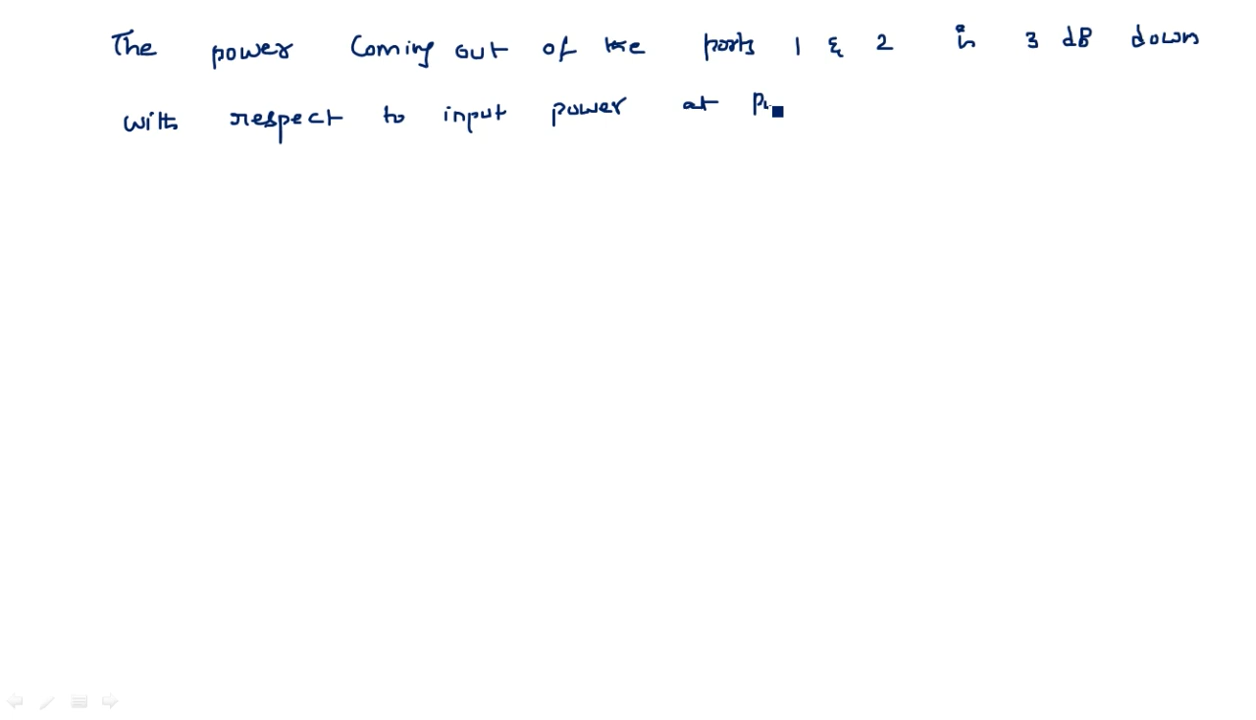 The power coming out of the ports 1 & 2 is 3 dB down
with respect to input power at